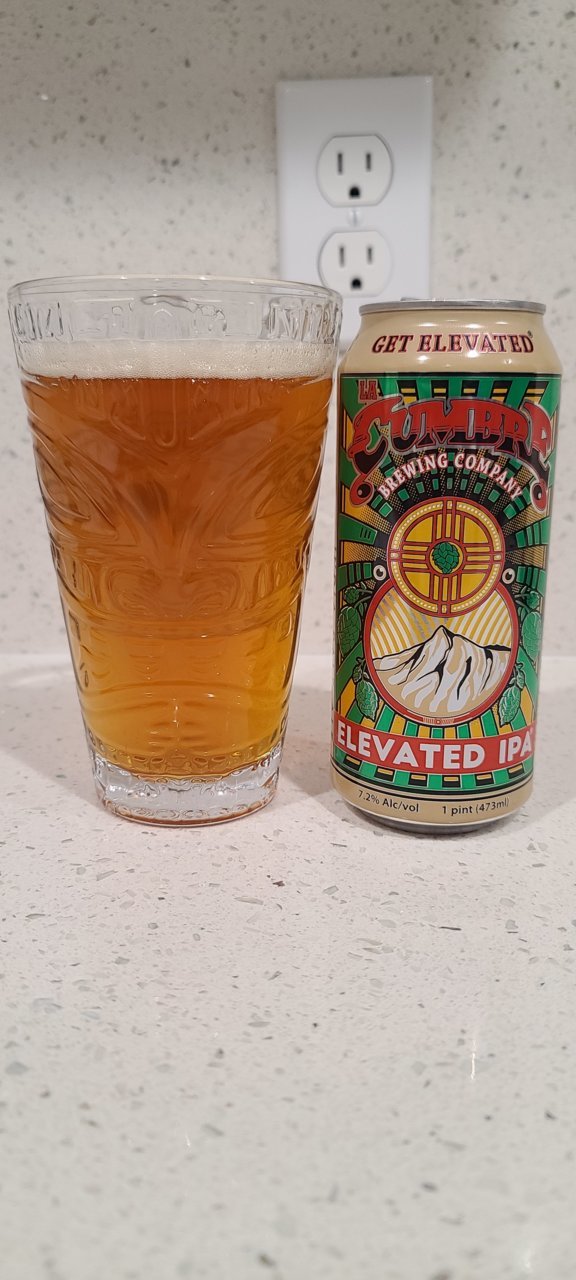 GET ELEVATED®
LA
CUMBRE
BREWING COMPANY
ELEVATED IPA
7.2% Alc/vol 1 pint (473ml)